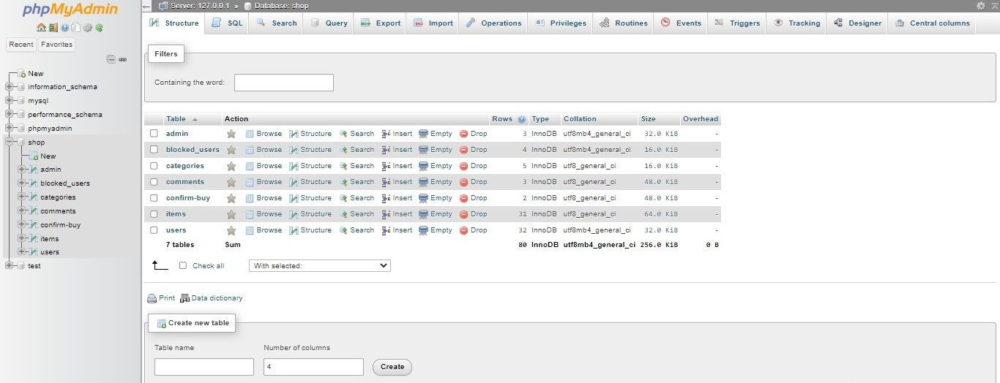 phpMyAdmin
Recent Favorites
New
information_schema
mysql
performance_schema
phpmyadmin
shop
New
admin
blocked_users
categories
comments
confirm-buy
items
users
test
Server: 127.0.0.1 » Database: shop
Structure SQL Search Query Export Import Operations Privileges Routines Events Triggers Tracking Designer Central columns
Filters
Containing the word:
Table Action Rows Type Collation Size Overhead
admin Browse Structure Search Insert Empty Drop 3 InnoDB utf8mb4_general_ci 32.0 KiB -
blocked_users Browse Structure Search Insert Empty Drop 4 InnoDB utf8mb4_general_ci 16.0 KiB -
categories Browse Structure Search Insert Empty Drop 5 InnoDB utf8_general_ci 16.0 KiB -
comments Browse Structure Search Insert Empty Drop 3 InnoDB utf8_general_ci 48.0 KiB -
confirm-buy Browse Structure Search Insert Empty Drop 2 InnoDB utf8_general_ci 48.0 KiB -
items Browse Structure Search Insert Empty Drop 31 InnoDB utf8_general_ci 64.0 KiB -
users Browse Structure Search Insert Empty Drop 32 InnoDB utf8mb4_general_ci 32.0 KiB -
7 tables Sum 80 InnoDB utf8mb4_general_ci 256.0 KiB 0 B
Check all With selected:
Print Data dictionary
Create new table
Table name Number of columns
4 Create